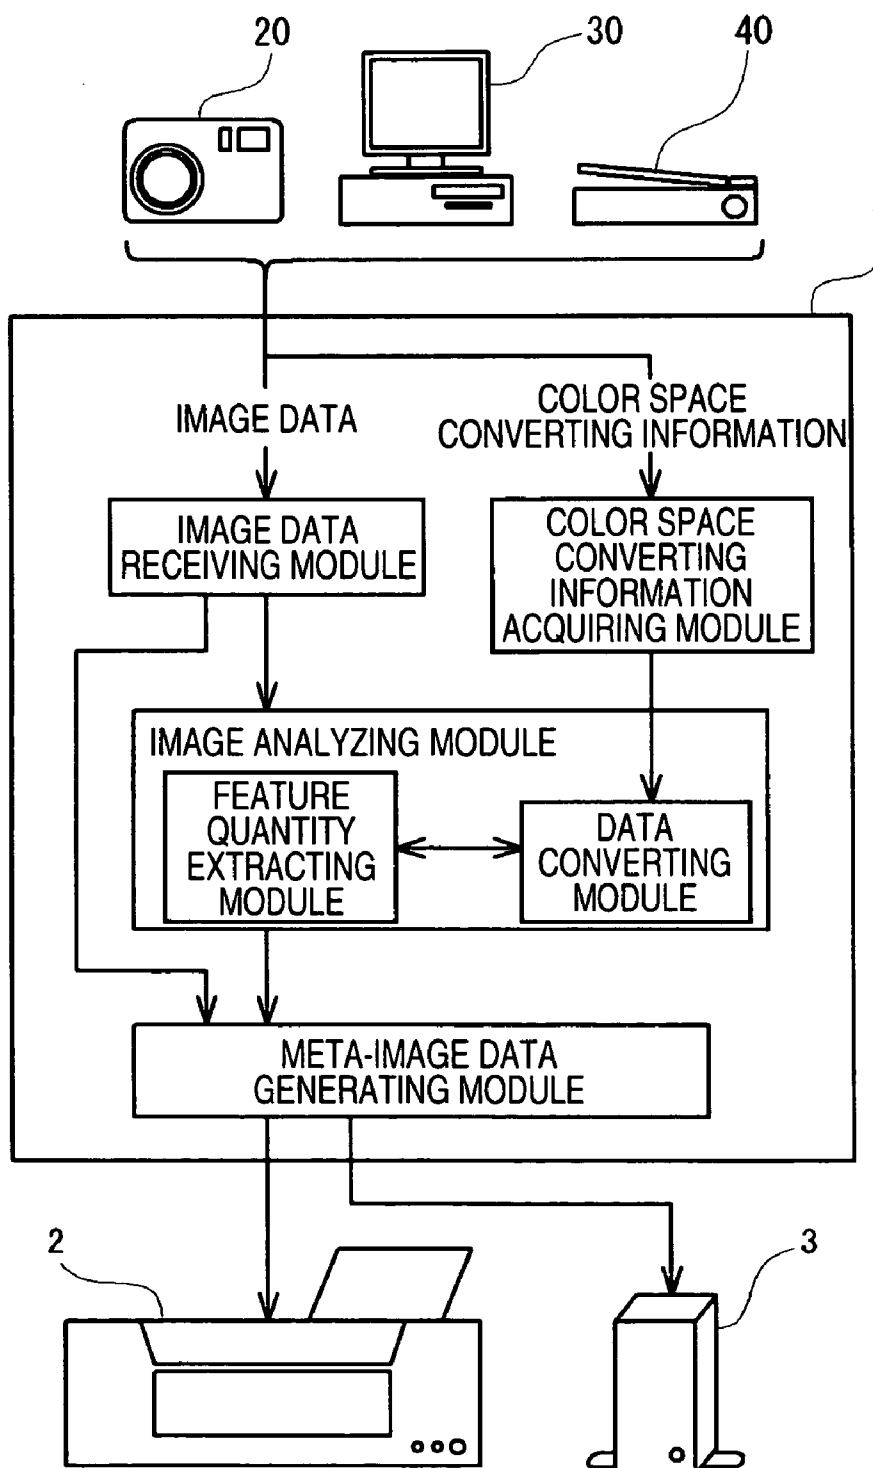 20
30
40
IMAGE DATA
COLOR SPACE
CONVERTING INFORMATION
IMAGE DATA
RECEIVING MODULE
COLOR SPACE
CONVERTING
INFORMATION
ACQUIRING MODULE
IMAGE ANALYZING MODULE
FEATURE
QUANTITY
EXTRACTING
MODULE
DATA
CONVERTING
MODULE
META-IMAGE DATA
GENERATING MODULE
2
3